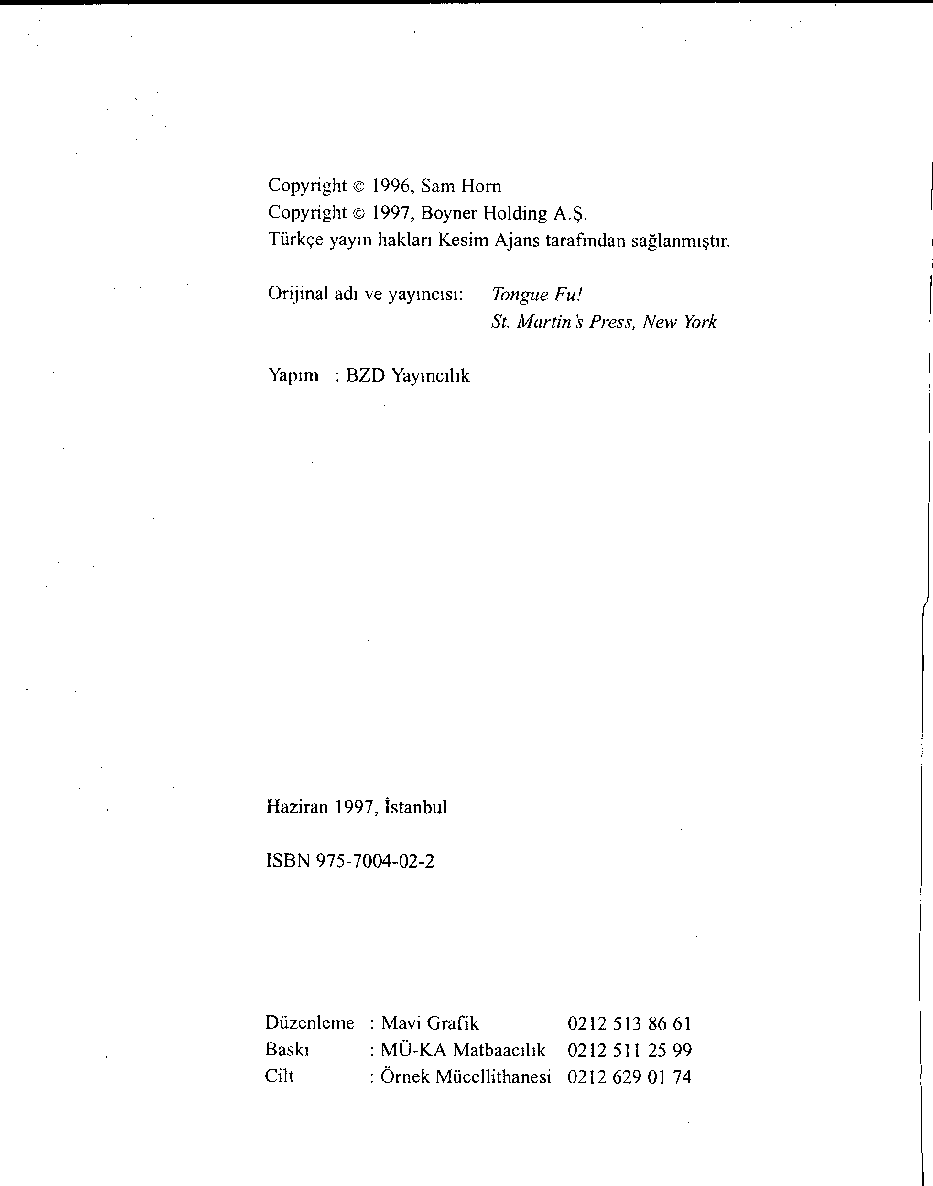 Copyright © 1996, Sam Horn
Copyright © 1997, Boyner Holding A.Ş.
Türkçe yayın hakları Kesim Ajans tarafından sağlanmıştır.
Orijinal adı ve yayıncısı: Tongue Fu!
St. Martin's Press, New York
Yapım : BZD Yayıncılık
Haziran 1997, İstanbul
ISBN 975-7004-02-2
Düzenleme : Mavi Grafik 0212 513 86 61
Baskı : MÜ-KA Matbaacılık 0212 511 25 99
Cilt : Örnek Mücellithanesi 0212 629 01 74